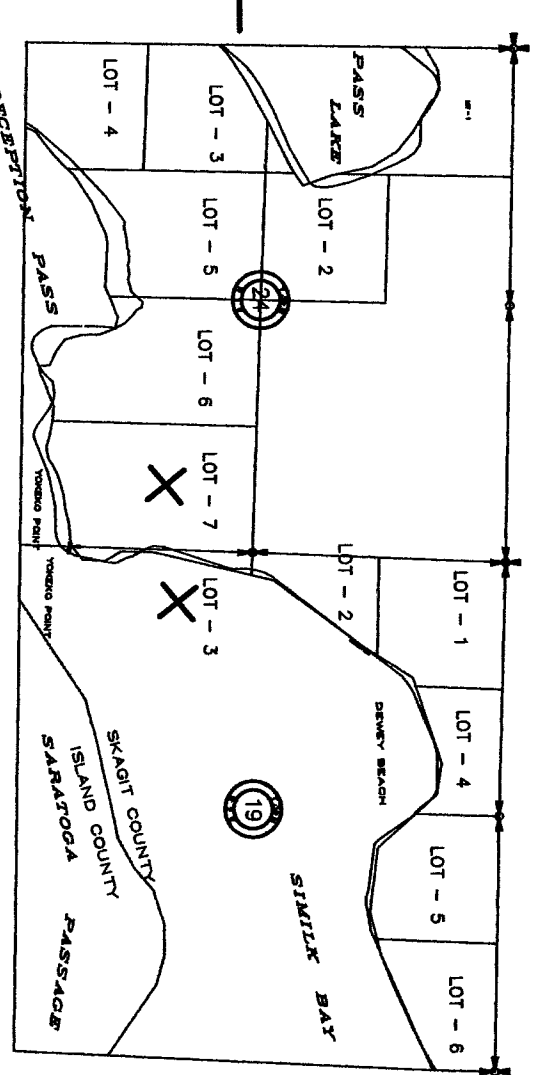 PASS
LAKE
LOT - 4
LOT - 3
LOT - 5
LOT - 2
24
LOT - 6
LOT - 7
X
YOKEKO POINT
YOKEKO POINT
PASS
LOT - 3
X
LOT - 2
LOT - 1
LOT - 4
DEWEY BEACH
LOT - 5
LOT - 6
19
SKAGIT COUNTY
ISLAND COUNTY
SARATOGA PASSAGE
SIMILK BAY